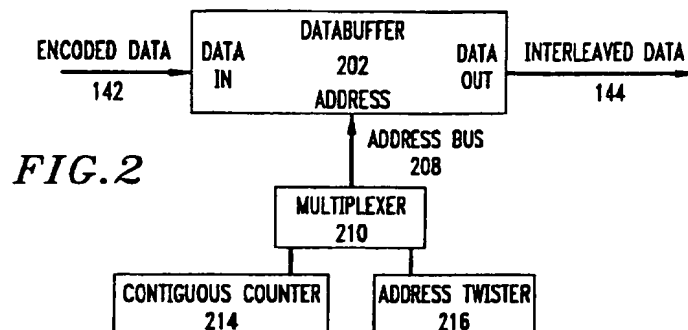 ENCODED DATA
142
DATA IN
DATABUFFER
202
ADDRESS
DATA OUT
INTERLEAVED DATA
144
ADDRESS BUS
208
FIG.2
MULTIPLEXER
210
CONTIGUOUS COUNTER
214
ADDRESS TWISTER
216